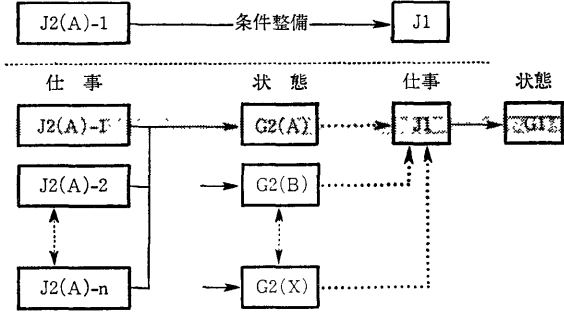 J2(A)-1 条件整備 J1
仕事 状態 仕事 状態
J2(A)-1 G2(A) J1 G1
J2(A)-2 G2(B)
J2(A)-n G2(X)